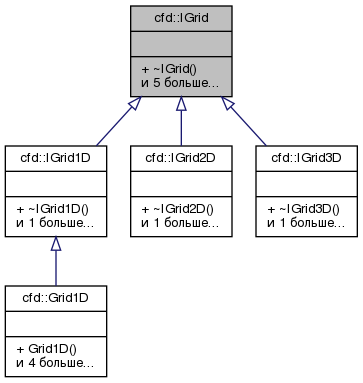 cfd::IGrid
+ ~IGrid()
и 5 больше...
cfd::IGrid1D
+ ~IGrid1D()
и 1 больше...
cfd::IGrid2D
+ ~IGrid2D()
и 1 больше...
cfd::IGrid3D
+ ~IGrid3D()
и 1 больше...
cfd::Grid1D
+ Grid1D()
и 4 больше...